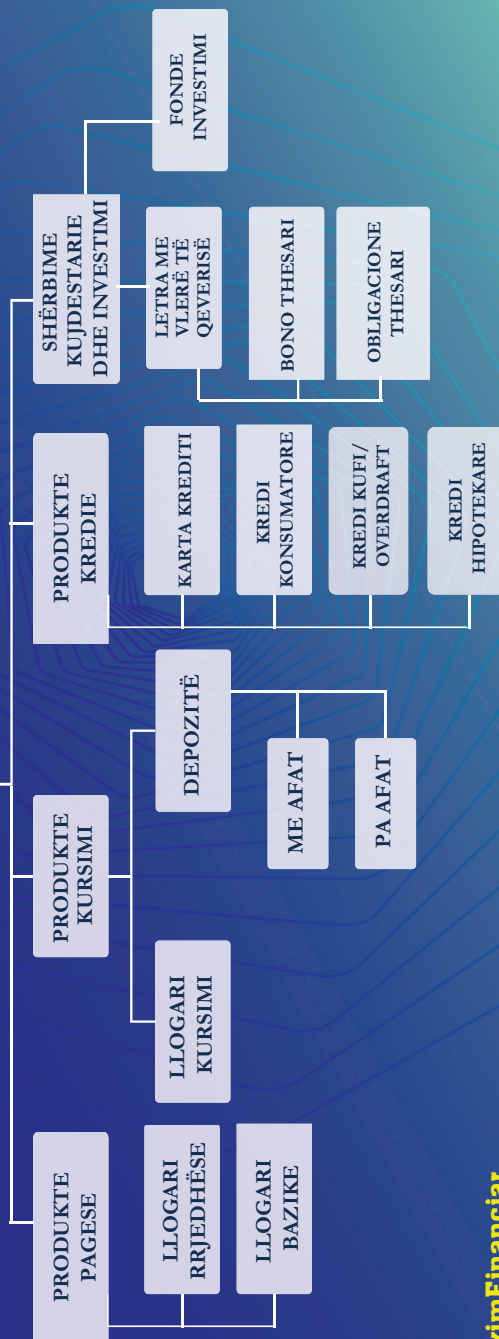 PRODUKTE
PAGESE
LLOGARI
RRJEDHËSE
LLOGARI
BAZIKE
PRODUKTE
KURSIMI
LLOGARI
KURSIMI
DEPOZITË
ME AFAT
PA AFAT
PRODUKTE
KREDIE
KARTA KREDITI
KREDI
KONSUMATORE
KREDI KUFI/
OVERDRAFT
KREDI
HIPOTEKARE
SHËRBIME
KUJDESTARIE
DHE INVESTIMI
LETRA ME
VLERË TË
QEVERISË
BONO THESARI
OBLIGACIONE
THESARI
FONDE
INVESTIMI
imFinanciar